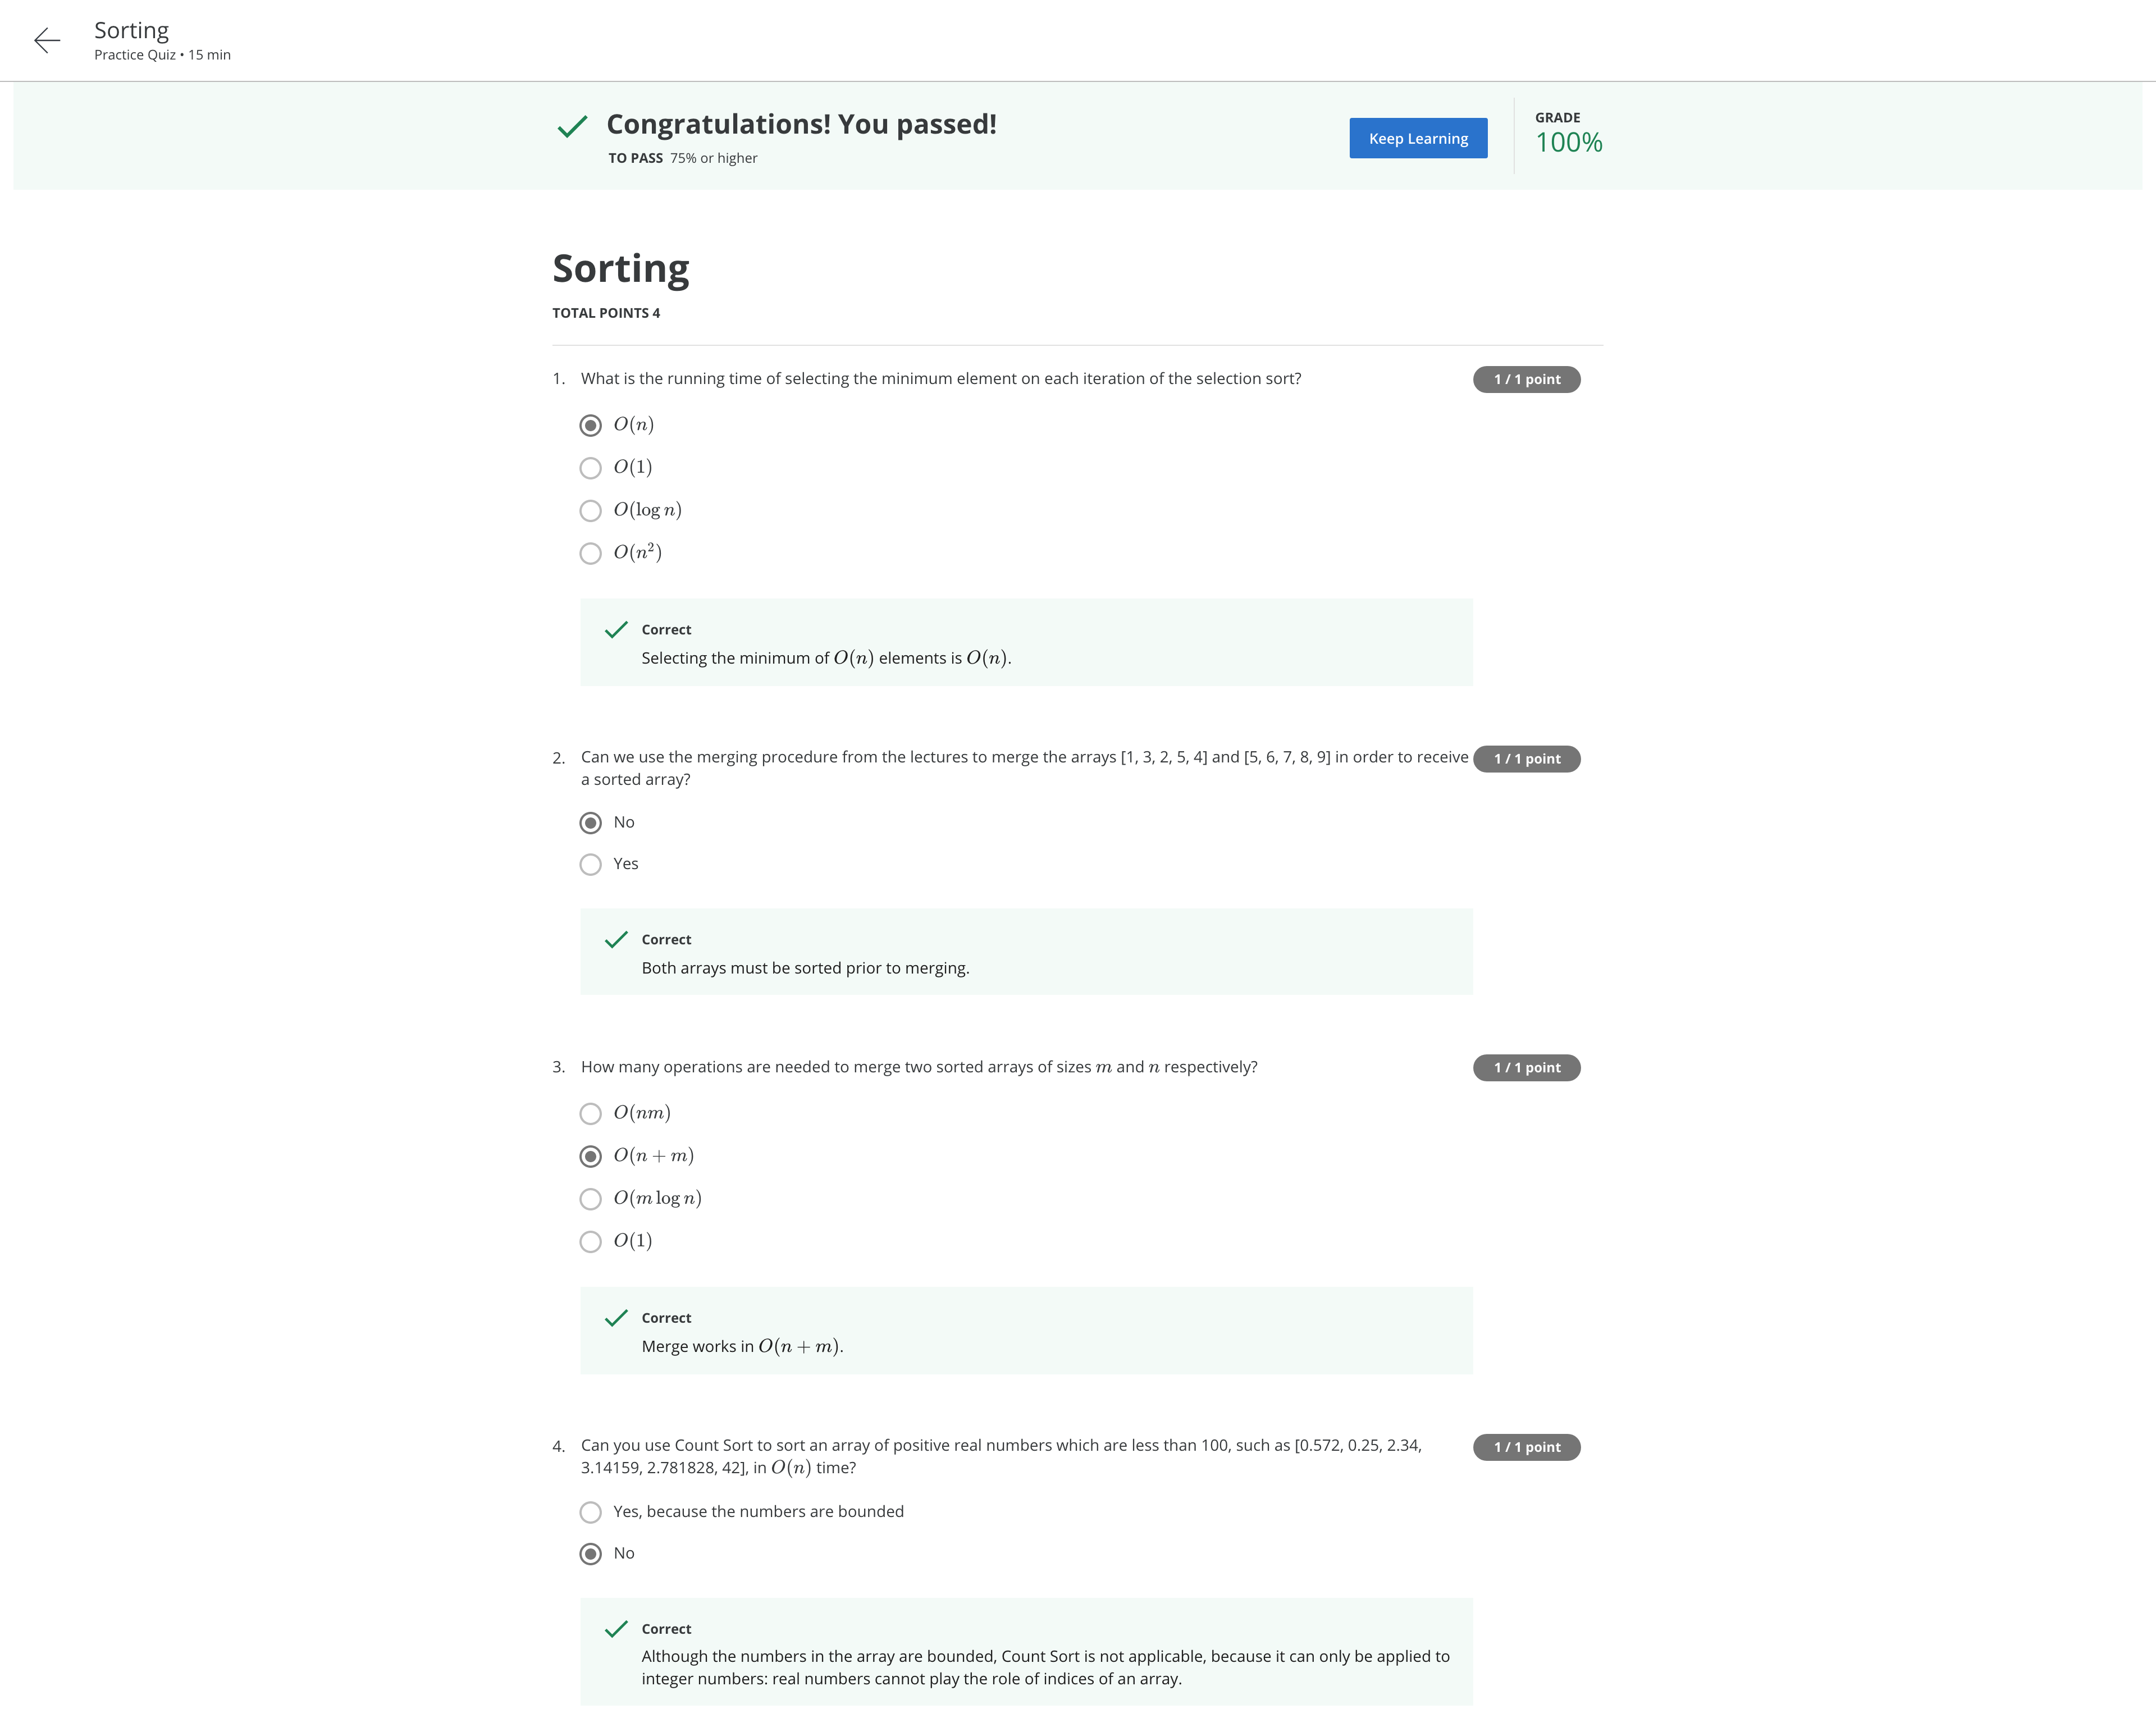 Sorting
Practice Quiz • 15 min
Congratulations! You passed!
TO PASS 75% or higher
Keep Learning
GRADE
100%
Sorting
TOTAL POINTS 4
1. What is the running time of selecting the minimum element on each iteration of the selection sort?
1 / 1 point
O(n)
O(1)
O(log n)
O(n²)
Correct
Selecting the minimum of O(n) elements is O(n).
2. Can we use the merging procedure from the lectures to merge the arrays [1, 3, 2, 5, 4] and [5, 6, 7, 8, 9] in order to receive
a sorted array?
1 / 1 point
No
Yes
Correct
Both arrays must be sorted prior to merging.
3. How many operations are needed to merge two sorted arrays of sizes m and n respectively?
1 / 1 point
O(nm)
O(n + m)
O(m log n)
O(1)
Correct
Merge works in O(n + m).
4. Can you use Count Sort to sort an array of positive real numbers which are less than 100, such as [0.572, 0.25, 2.34,
3.14159, 2.781828, 42], in O(n) time?
1 / 1 point
Yes, because the numbers are bounded
No
Correct
Although the numbers in the array are bounded, Count Sort is not applicable, because it can only be applied to
integer numbers: real numbers cannot play the role of indices of an array.